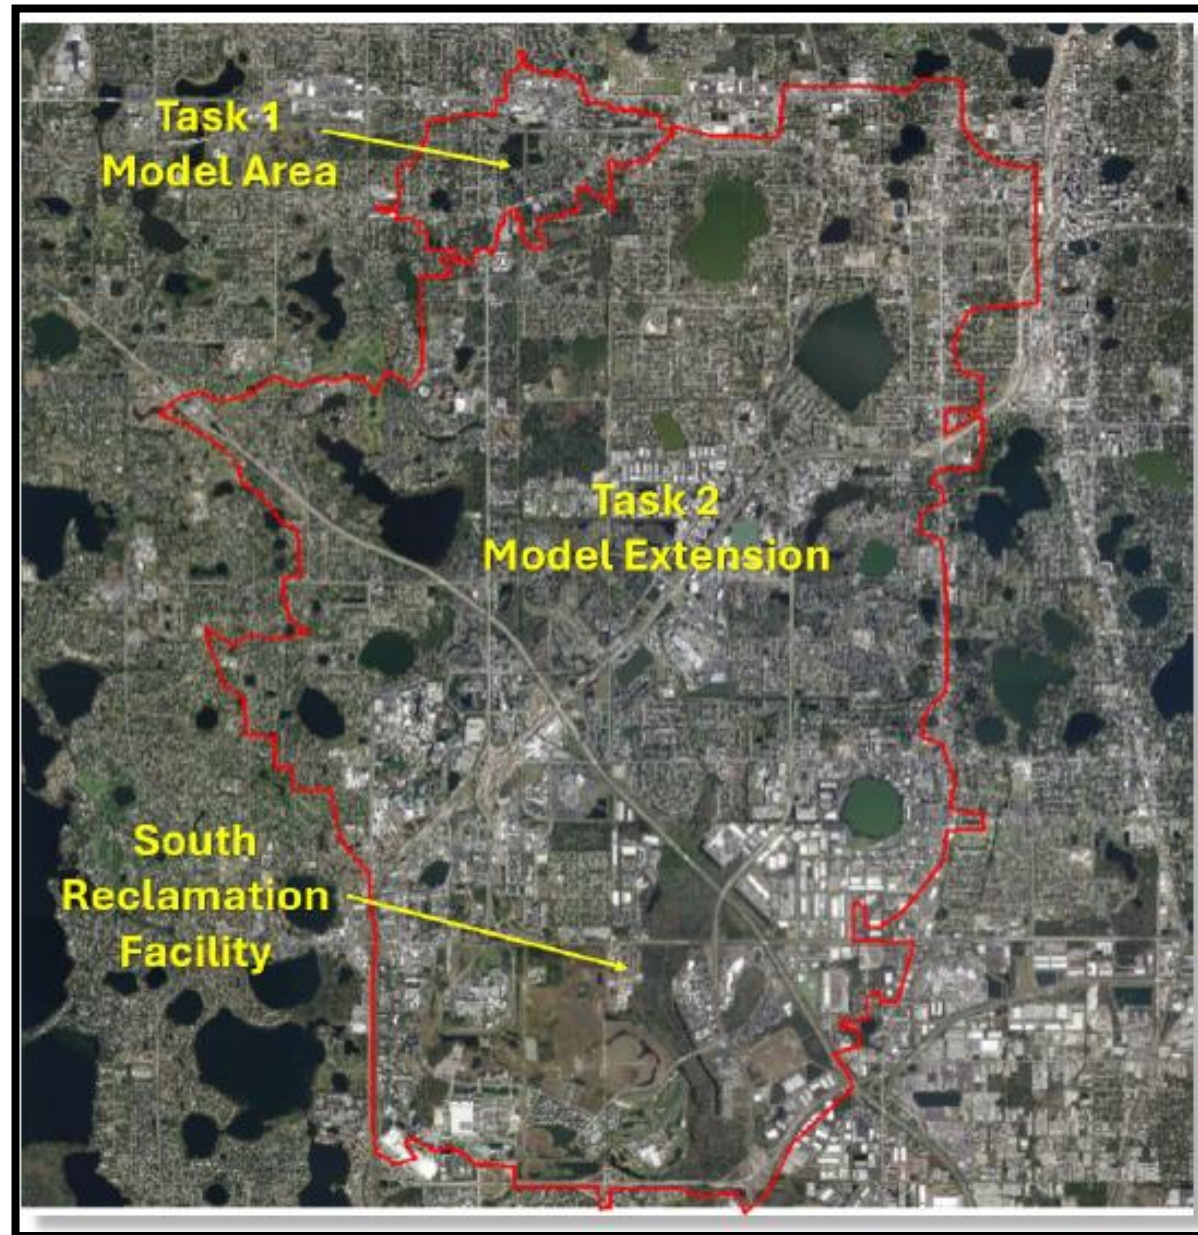 Task 1
Model Area
Task 2
Model Extension
South
Reclamation
Facility